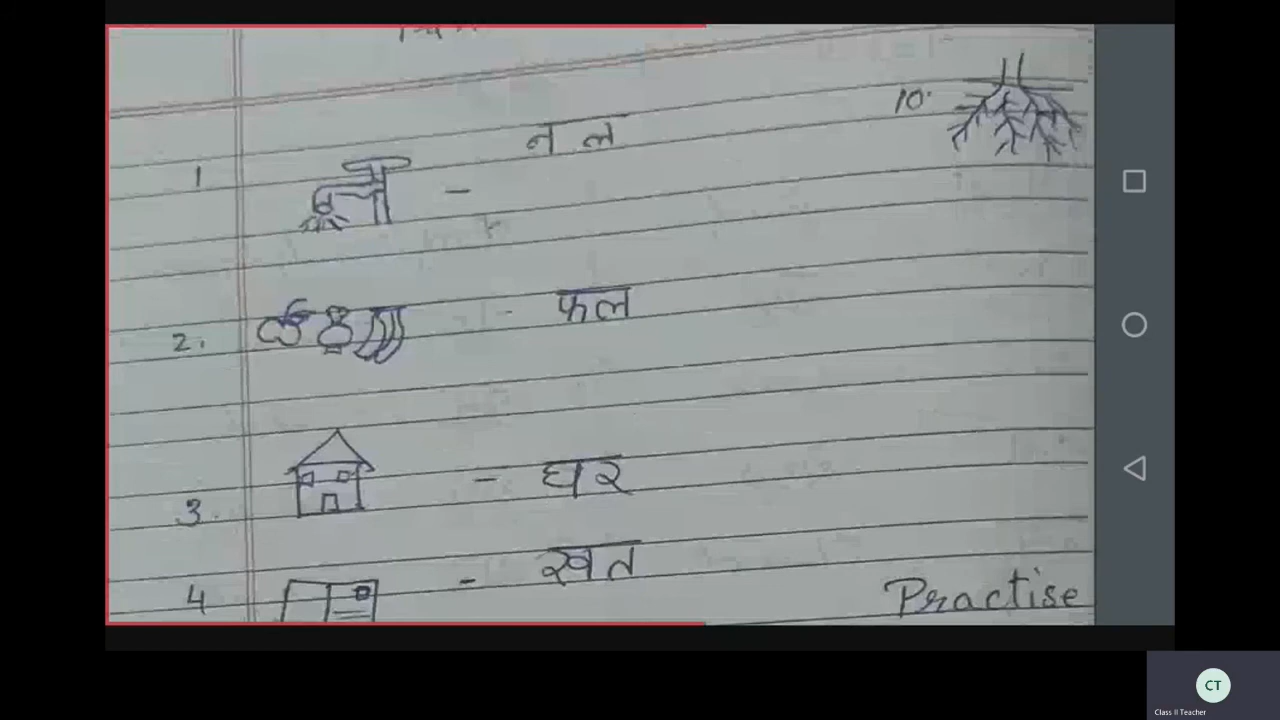 10.
1 - नल
2. - फल
3. - घर
4 - खत
Practise
CT
Class II Teacher